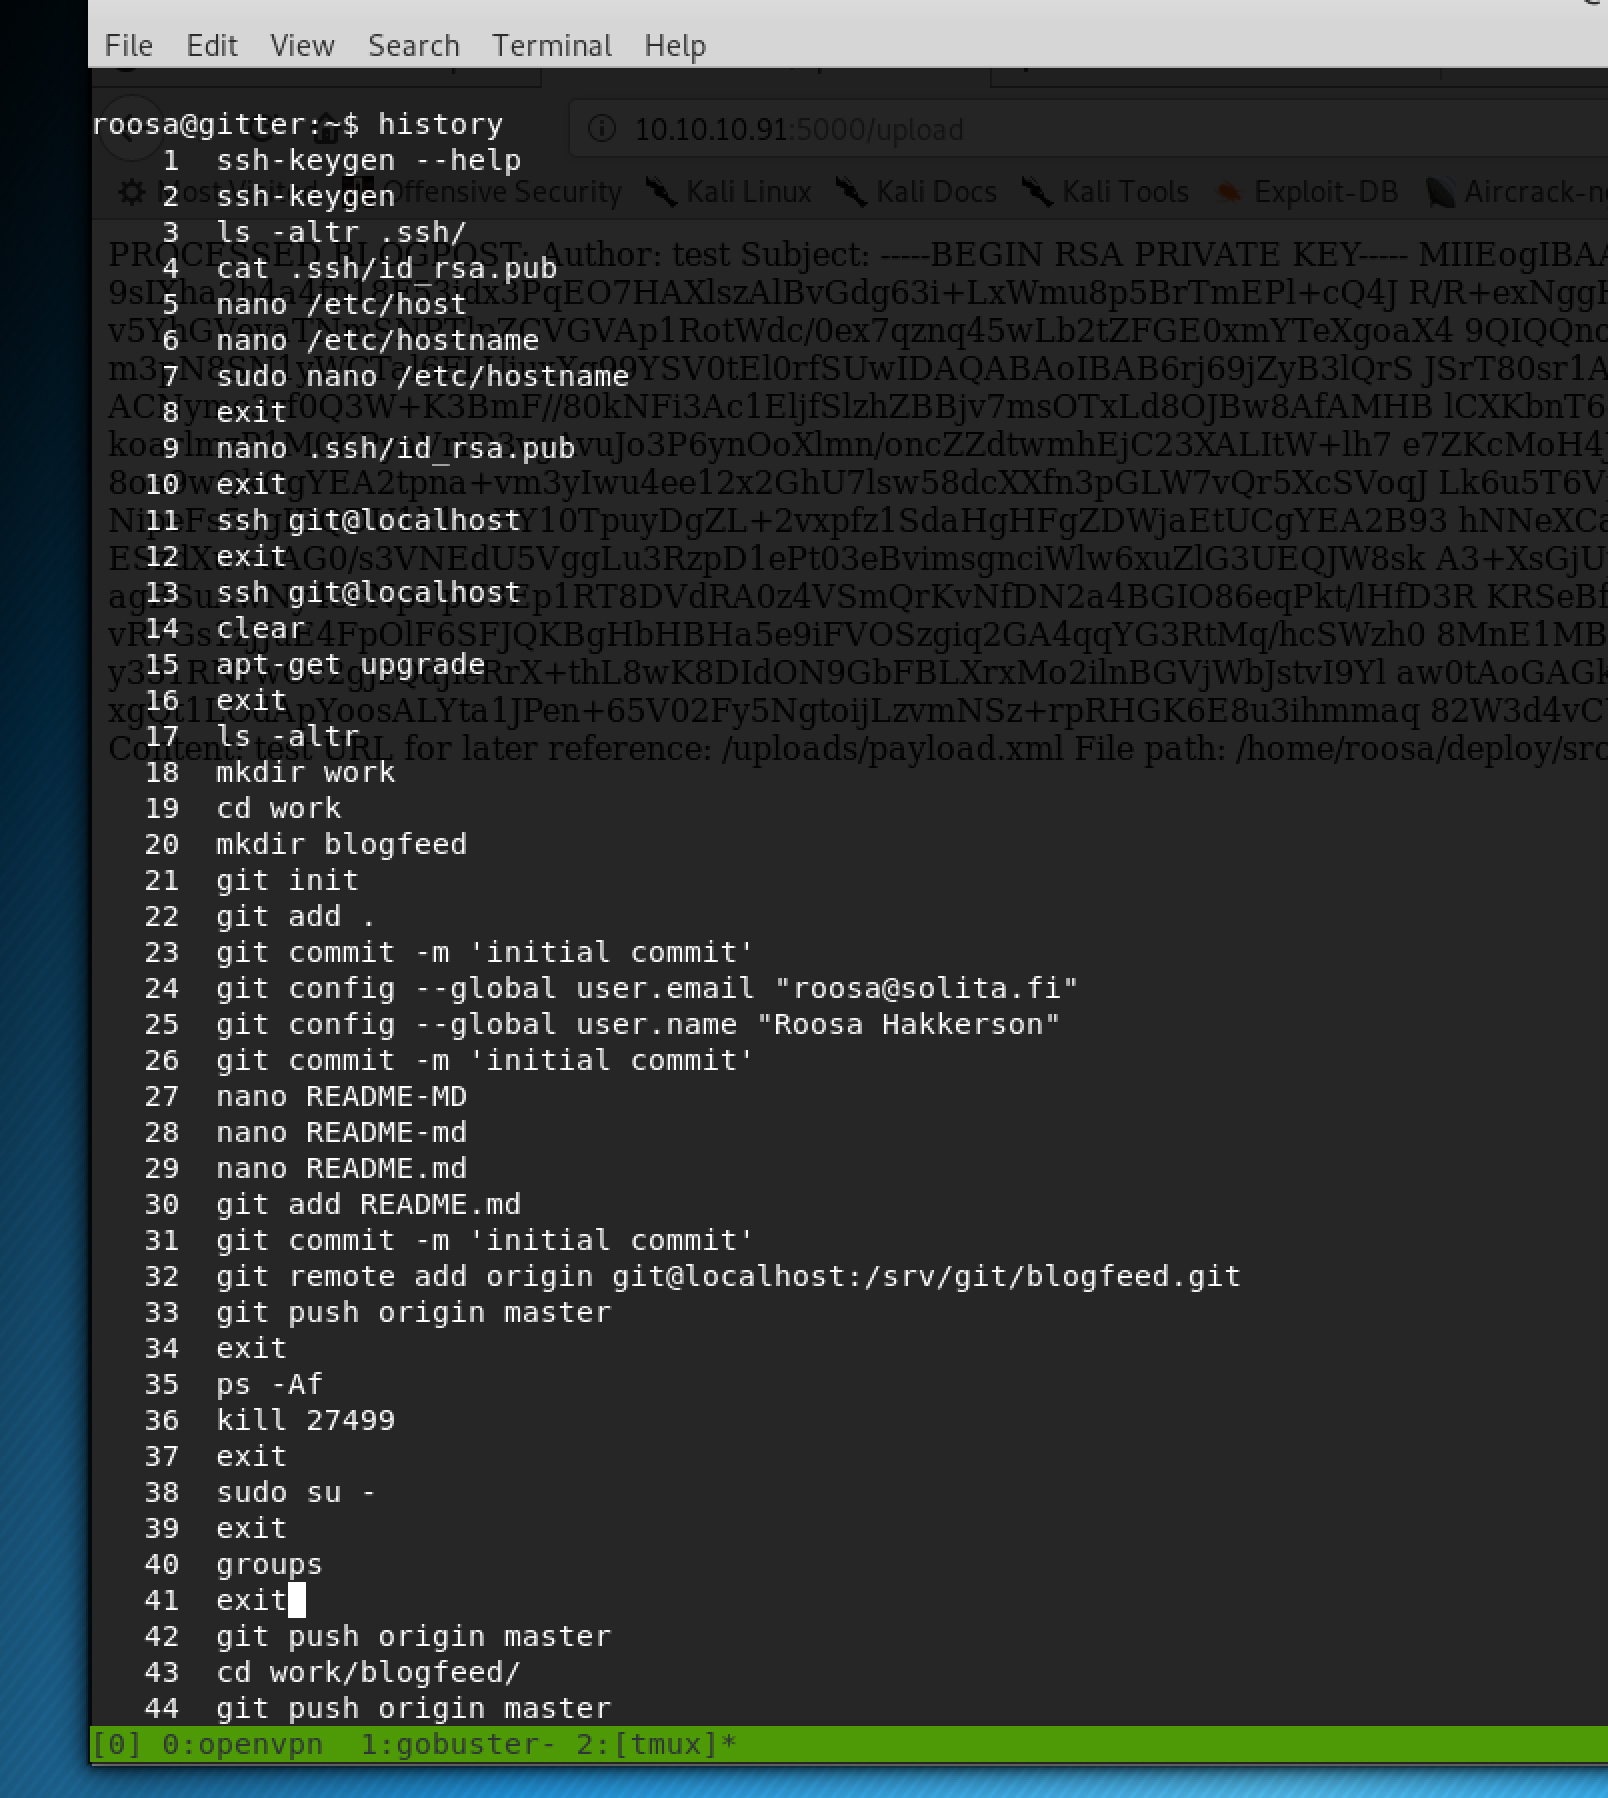 File Edit View Search Terminal Help
roosa@gitter:~$ history
1 ssh-keygen --help
2 ssh-keygen
3 ls -altr .ssh/
4 cat .ssh/id_rsa.pub
5 nano /etc/host
6 nano /etc/hostname
7 sudo nano /etc/hostname
8 exit
9 nano .ssh/id_rsa.pub
10 exit
11 ssh git@localhost
12 exit
13 ssh git@localhost
14 clear
15 apt-get upgrade
16 exit
17 ls -altr
18 mkdir work
19 cd work
20 mkdir blogfeed
21 git init
22 git add .
23 git commit -m 'initial commit'
24 git config --global user.email "roosa@solita.fi"
25 git config --global user.name "Roosa Hakkerson"
26 git commit -m 'initial commit'
27 nano README-MD
28 nano README-md
29 nano README.md
30 git add README.md
31 git commit -m 'initial commit'
32 git remote add origin git@localhost:/srv/git/blogfeed.git
33 git push origin master
34 exit
35 ps -Af
36 kill 27499
37 exit
38 sudo su -
39 exit
40 groups
41 exit
42 git push origin master
43 cd work/blogfeed/
44 git push origin master
[0] 0:openvpn 1:gobuster- 2:[tmux]*
10.10.10.91:5000/upload
Offensive Security Kali Linux Kali Docs Kali Tools Exploit-DB
PROCESSED BLOGPOST: Author: test Subject: -----BEGIN RSA PRIVATE KEY-----
URL for later reference: /uploads/payload.xml File path: /home/roosa/deploy/src